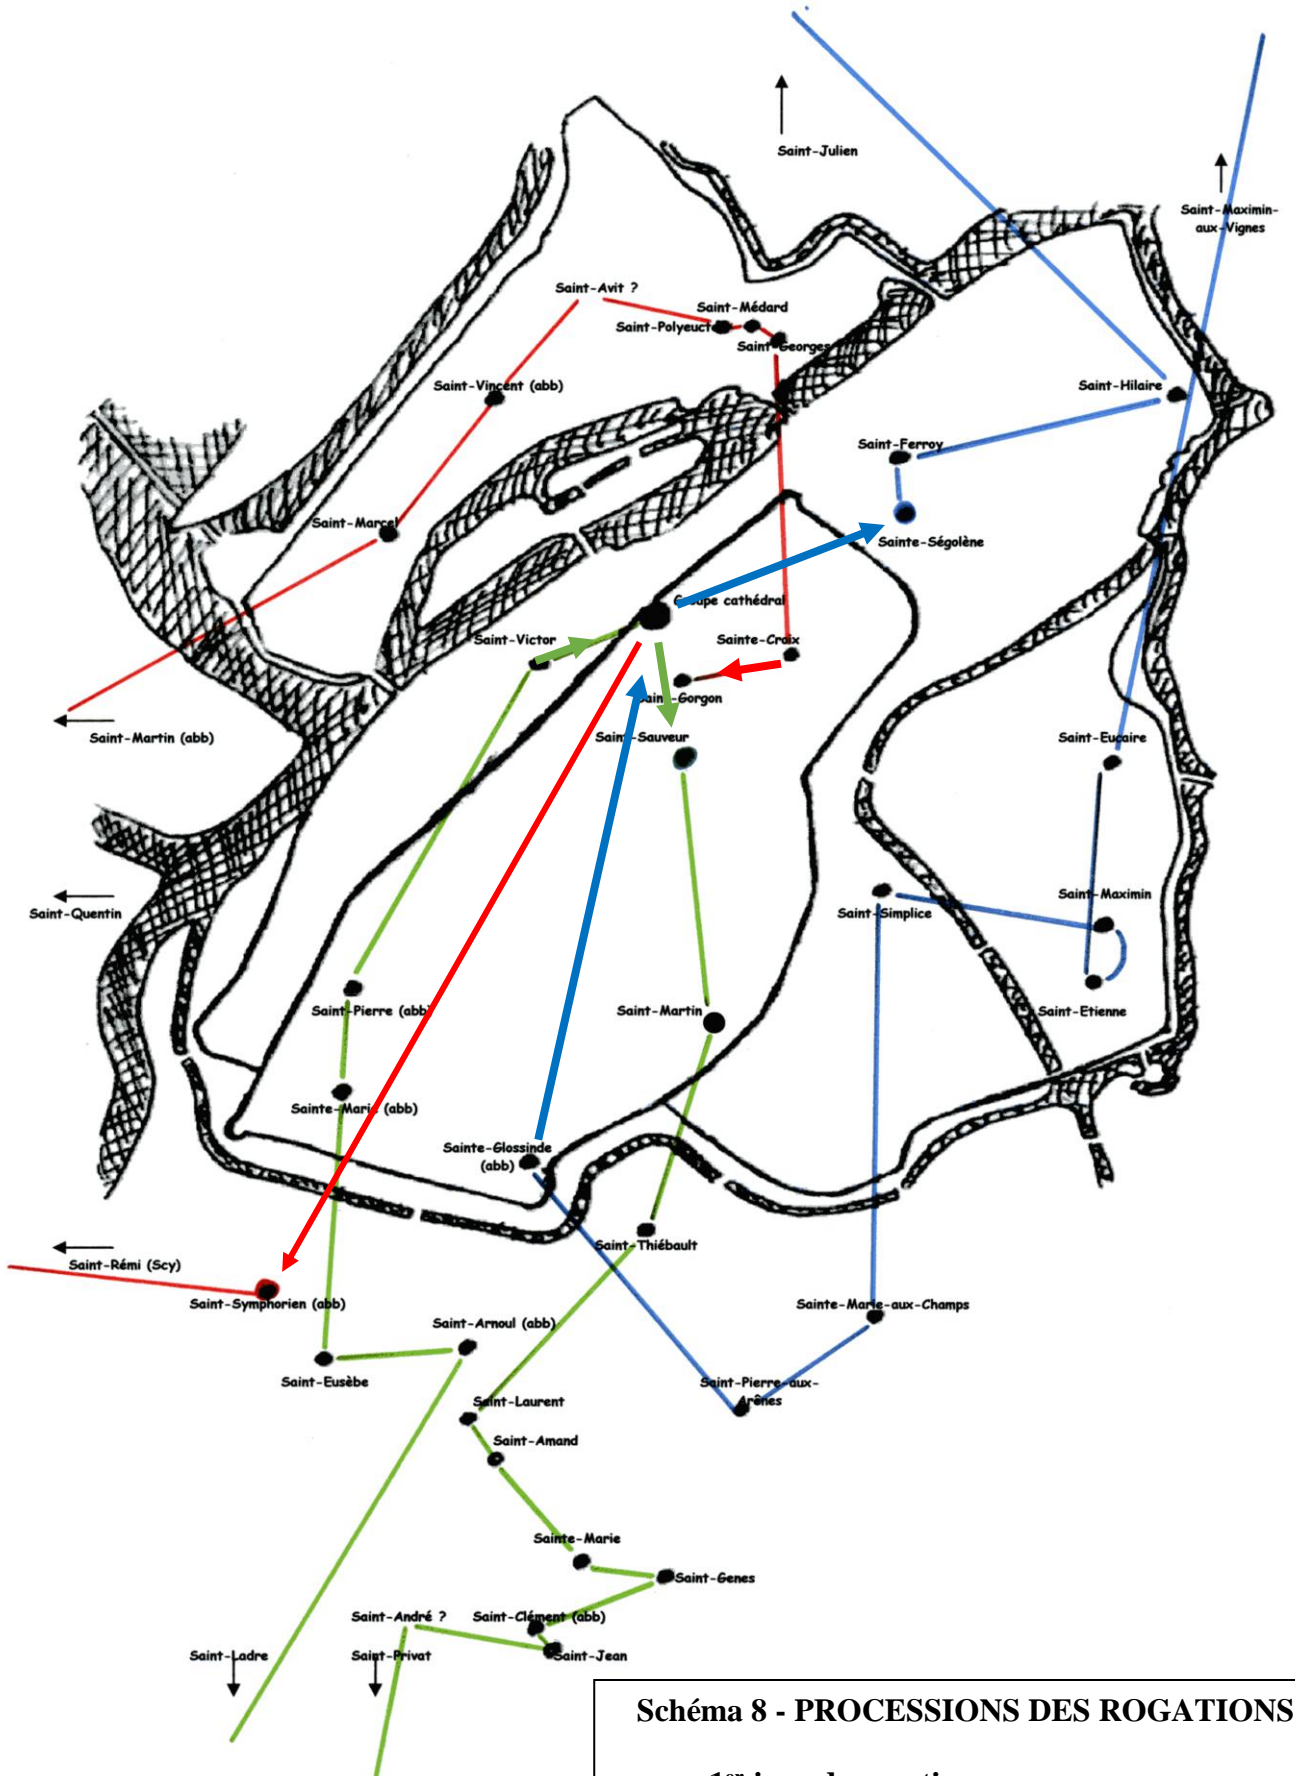 Saint-Julien
Saint-Maximin-
aux-Vignes
Saint-Avit ?
Saint-Médard
Saint-Polyeucte
Saint-Georges
Saint-Vincent (abb)
Saint-Hilaire
Saint-Ferroy
Saint-Marcel
Sainte-Ségolène
Groupe cathédral
Saint-Victor
Sainte-Croix
Saint-Gorgon
Saint-Martin (abb)
Saint-Sauveur
Saint-Eucaire
Saint-Quentin
Saint-Maximin
Saint-Simplice
Saint-Pierre (abb)
Saint-Martin
Saint-Etienne
Sainte-Marie (abb)
Sainte-Glossinde
(abb)
Saint-Thiébault
Saint-Rémi (Scy)
Saint-Symphorien (abb)
Sainte-Marie-aux-Champs
Saint-Arnoul (abb)
Saint-Eusèbe
Saint-Pierre-aux-
Arênes
Saint-Laurent
Saint-Amand
Sainte-Marie
Saint-Genes
Saint-André ?
Saint-Clément (abb)
Saint-Ladre
Saint-Privat
Saint-Jean
Schéma 8 - PROCESSIONS DES ROGATIONS